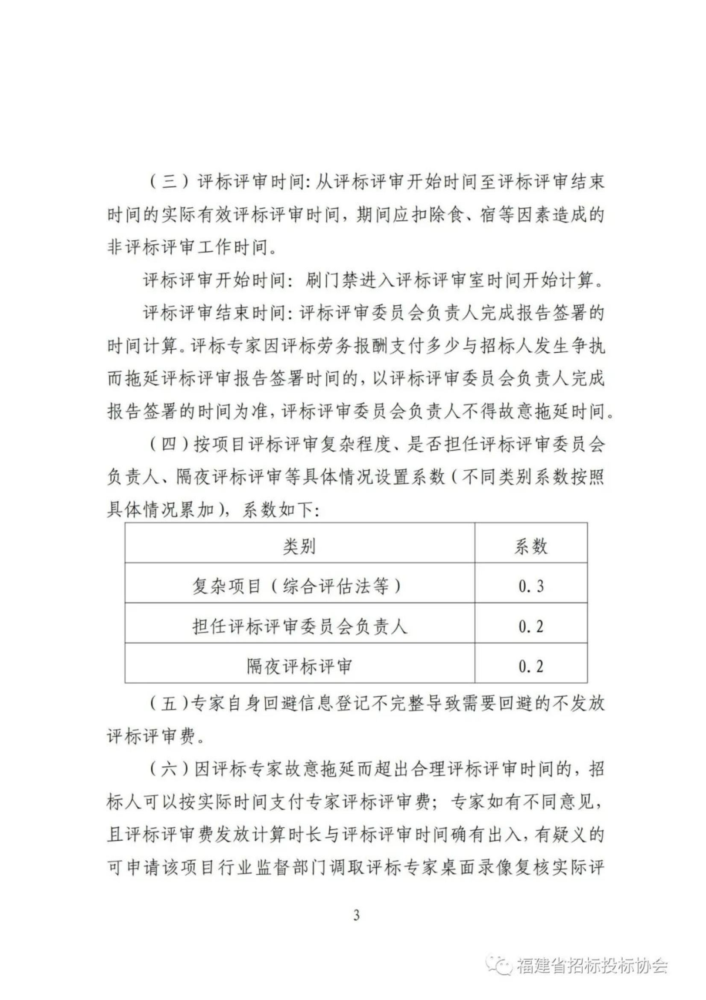 （三）评标评审时间：从评标评审开始时间至评标评审结束
时间的实际有效评标评审时间，期间应扣除食、宿等因素造成的
非评标评审工作时间。
评标评审开始时间：刷门禁进入评标评审室时间开始计算。
评标评审结束时间：评标评审委员会负责人完成报告签署的
时间计算。评标专家因评标劳务报酬支付多少与招标人发生争执
而拖延评标评审报告签署时间的，以评标评审委员会负责人完成
报告签署的时间为准，评标评审委员会负责人不得故意拖延时间。
（四）按项目评标评审复杂程度、是否担任评标评审委员会
负责人、隔夜评标评审等具体情况设置系数（不同类别系数按照
具体情况累加），系数如下：
类别 系数
复杂项目（综合评估法等） 0.3
担任评标评审委员会负责人 0.2
隔夜评标评审 0.2
（五）专家自身回避信息登记不完整导致需要回避的不发放
评标评审费。
（六）因评标专家故意拖延而超出合理评标评审时间的，招
标人可以按实际时间支付专家评标评审费；专家如有不同意见，
且评标评审费发放计算时长与评标评审时间确有出入，有疑义的
可申请该项目行业监督部门调取评标专家桌面录像复核实际评
3
福建省招标投标协会